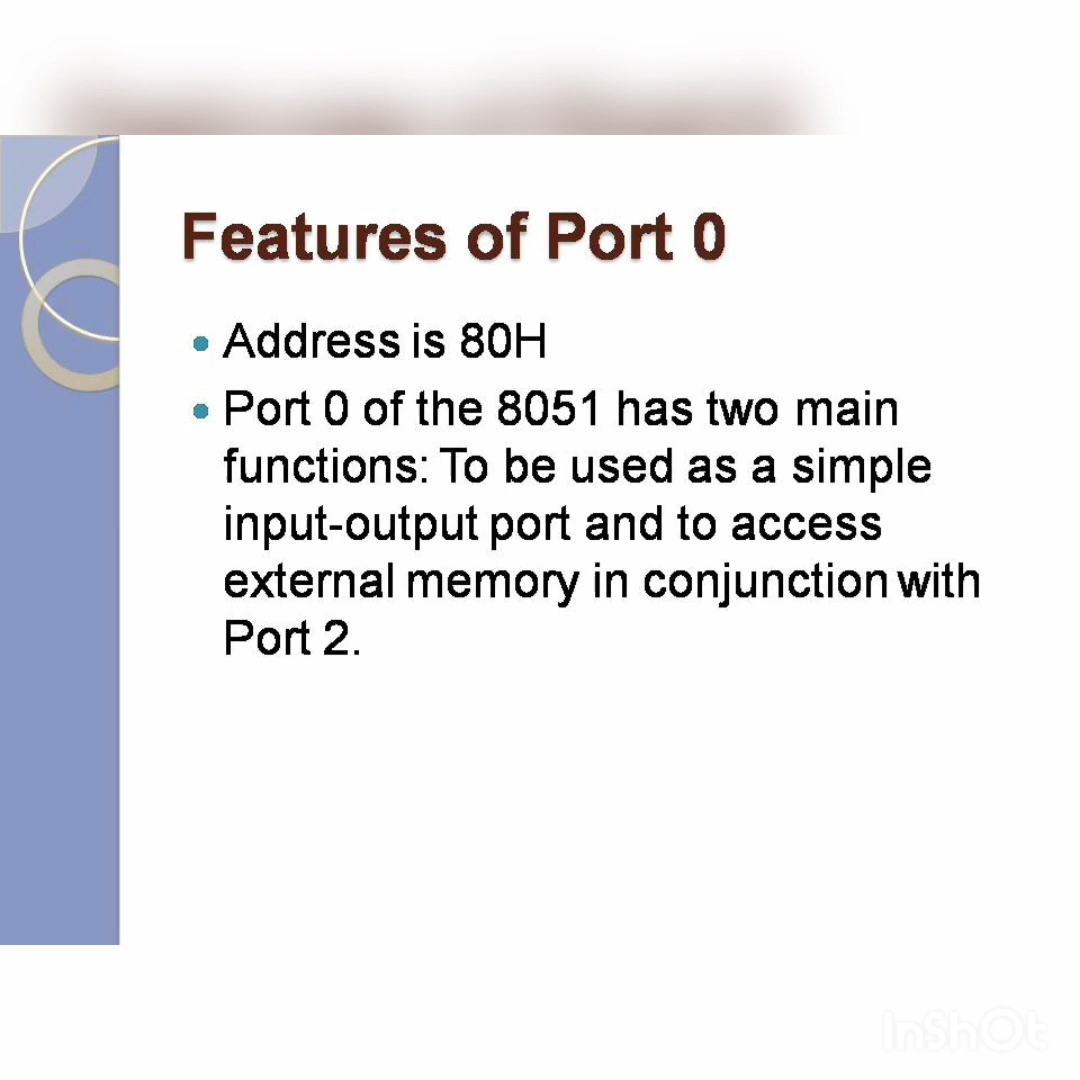 Features of Port 0
• Address is 80H
• Port 0 of the 8051 has two main
functions: To be used as a simple
input-output port and to access
external memory in conjunction with
Port 2.
InShOt